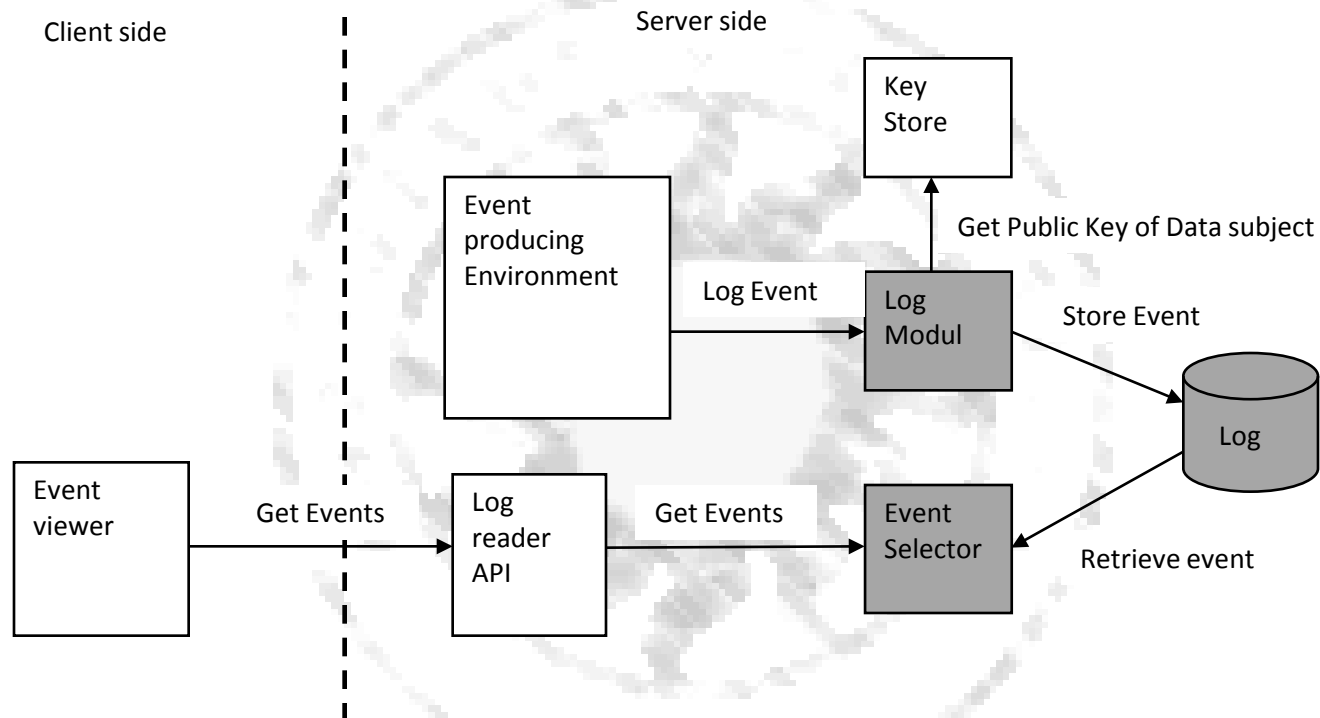 Client side
Server side
Key
Store
Event
producing
Environment
Get Public Key of Data subject
Log Event
Log
Modul
Store Event
Log
Event
viewer
Get Events
Log
reader
API
Get Events
Event
Selector
Retrieve event